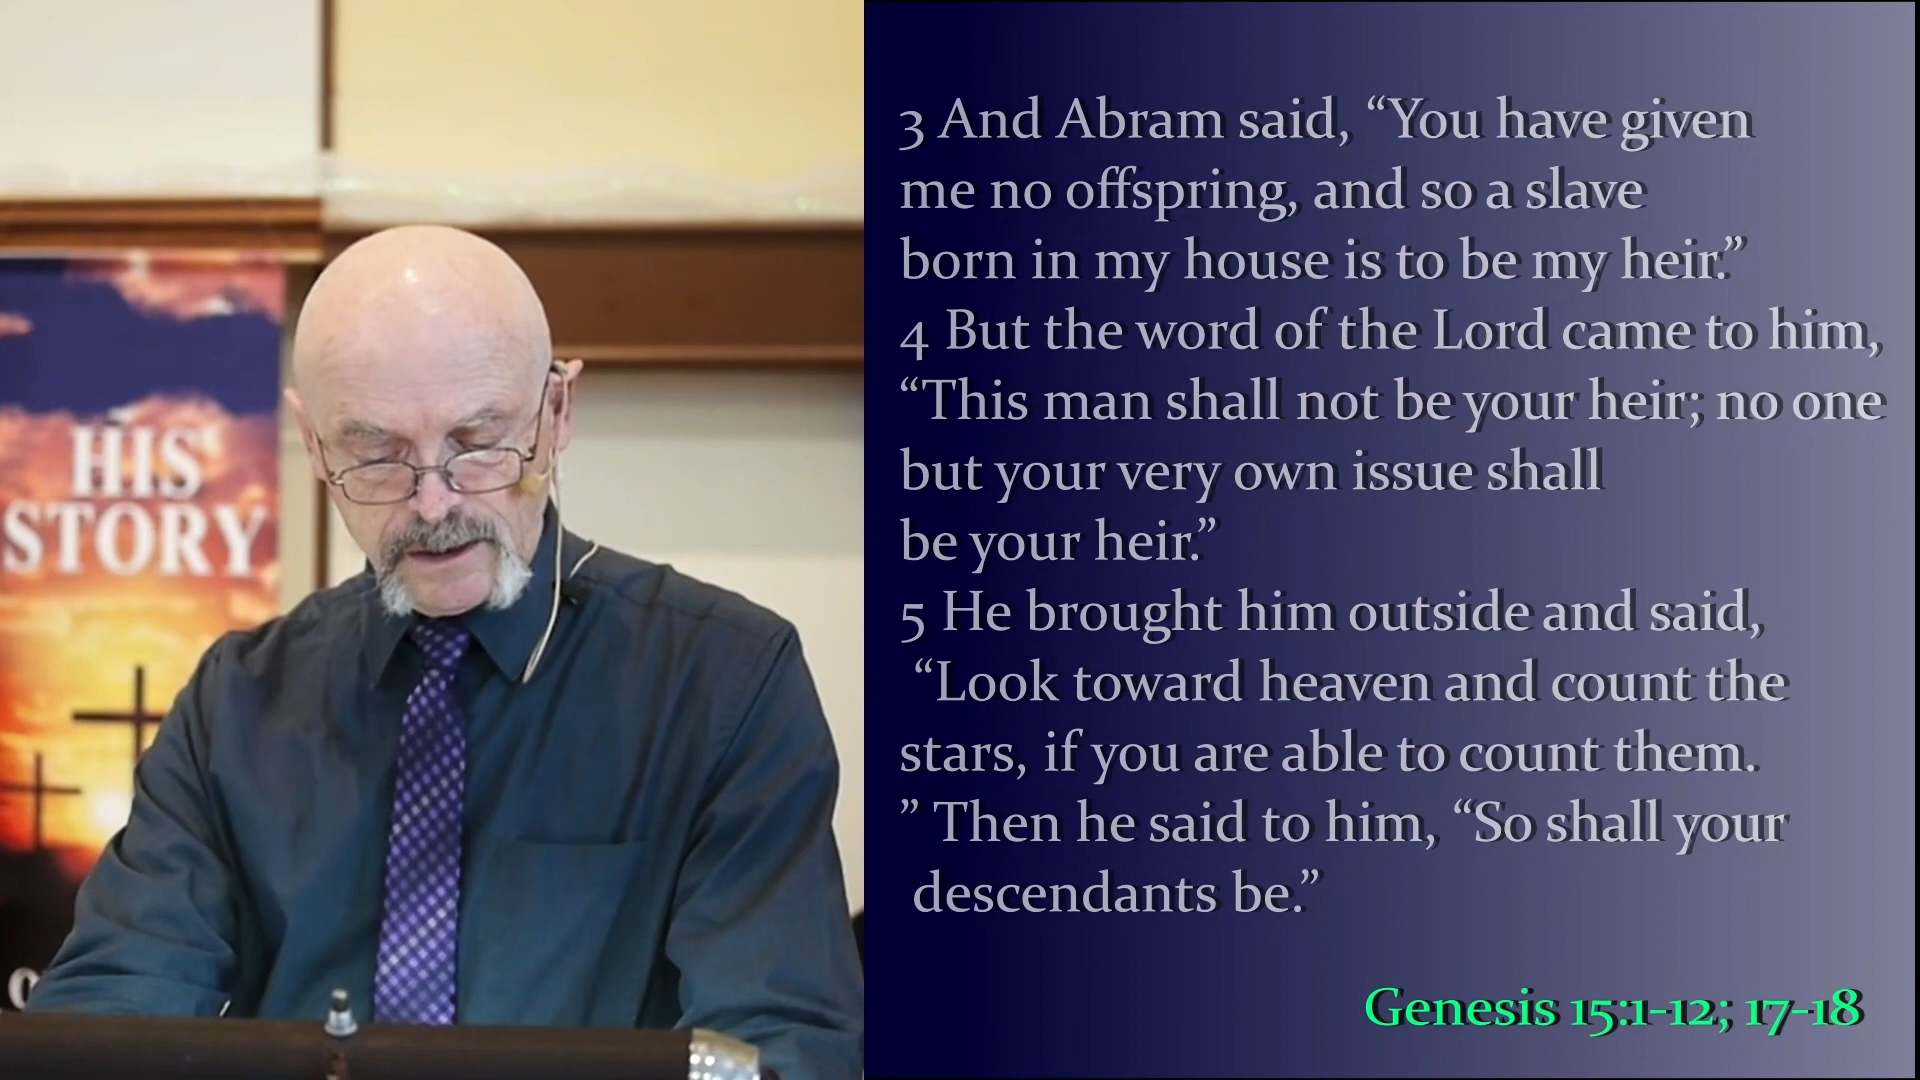 HIS
STORY
3 And Abram said, “You have given
me no offspring, and so a slave
born in my house is to be my heir.”
4 But the word of the Lord came to him,
“This man shall not be your heir; no one
but your very own issue shall
be your heir.”
5 He brought him outside and said,
“Look toward heaven and count the
stars, if you are able to count them.
” Then he said to him, “So shall your
descendants be.”
Genesis 15:1-12; 17-18